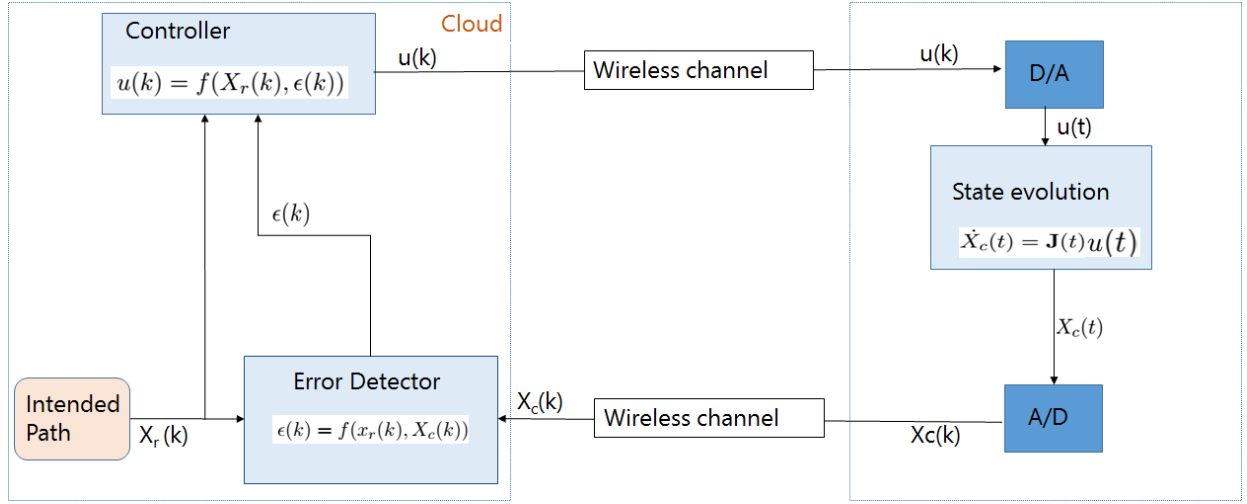 Controller
Cloud
u(k) = f(X_r(k), ϵ(k))
u(k)
Wireless channel
u(k)
D/A
u(t)
State evolution
Ẋ_c(t) = J(t)u(t)
ϵ(k)
X_c(t)
Error Detector
ϵ(k) = f(x_r(k), X_c(k))
Intended
Path
X_r (k)
X_c(k)
Wireless channel
Xc(k)
A/D